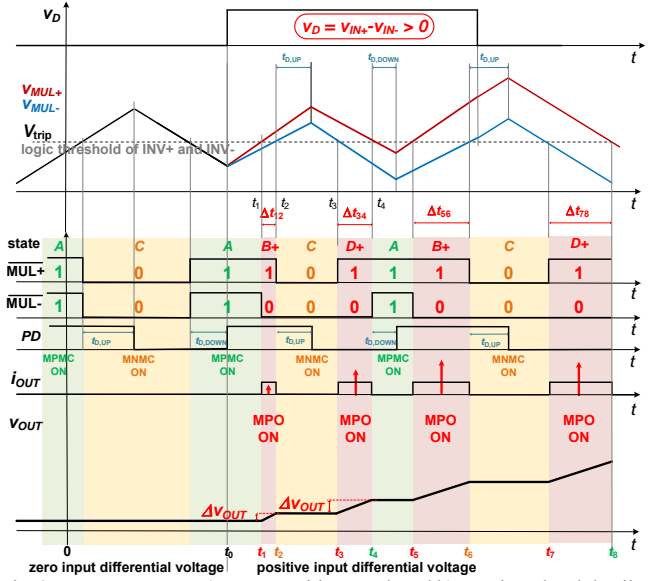 v_D
v_D = v_IN+ - v_IN- > 0
t
t_D,UP t_D,DOWN t_D,UP
v_MUL+
v_MUL-
V_trip
logic threshold of INV+ and INV-
t
t_1 t_2 t_3 t_4
Δt_12 Δt_34 Δt_56 Δt_78
state A C A B+ C D+ A B+ C D+
MUL+ 1 0 1 1 0 1 1 1 0 1
t
MUL- 1 0 1 0 0 0 1 0 0 0
t
PD t_D,UP t_D,DOWN t_D,UP t_D,DOWN t_D,UP
t
MPMC ON MNMC ON MPMC ON MNMC ON MPMC ON MNMC ON
i_OUT
t
v_OUT
MPO ON MPO ON MPO ON MPO ON
Δv_OUT Δv_OUT
t
0 t_0 t_1 t_2 t_3 t_4 t_5 t_6 t_7 t_8
zero input differential voltage positive input differential voltage